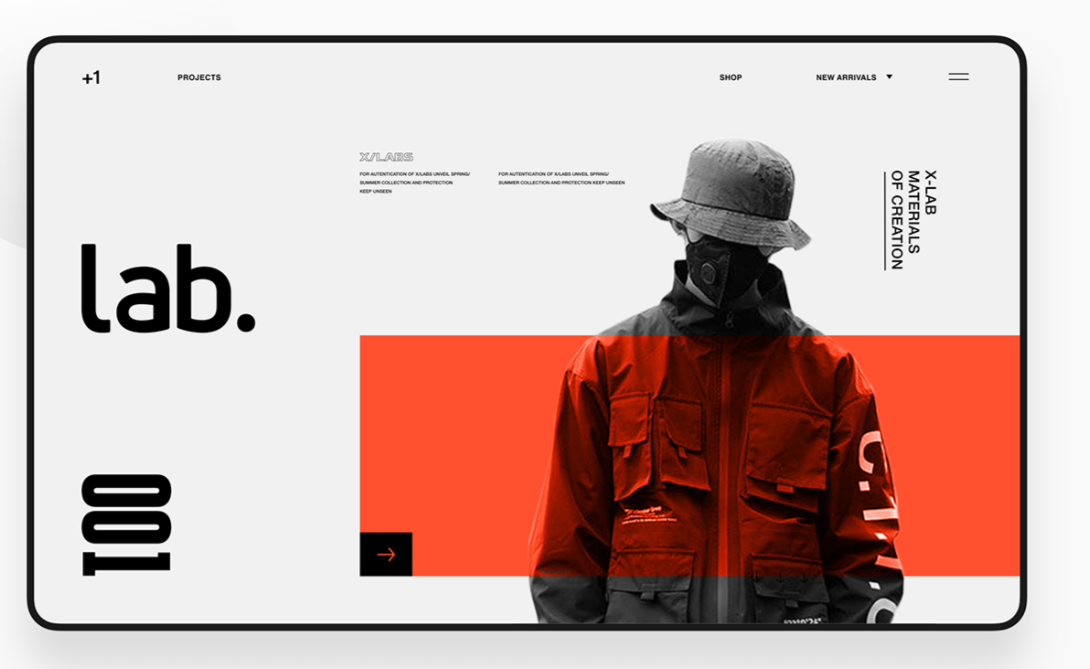 +1
PROJECTS
SHOP
NEW ARRIVALS
X/LABS
FOR AUTENTICATION OF X/LABS UNVEIL SPRING/
SUMMER COLLECTION AND PROTECTION
KEEP UNSEEN
FOR AUTENTICATION OF X/LABS UNVEIL SPRING/
SUMMER COLLECTION AND PROTECTION KEEP UNSEEN
X-LAB
MATERIALS
OF CREATION
lab.
100